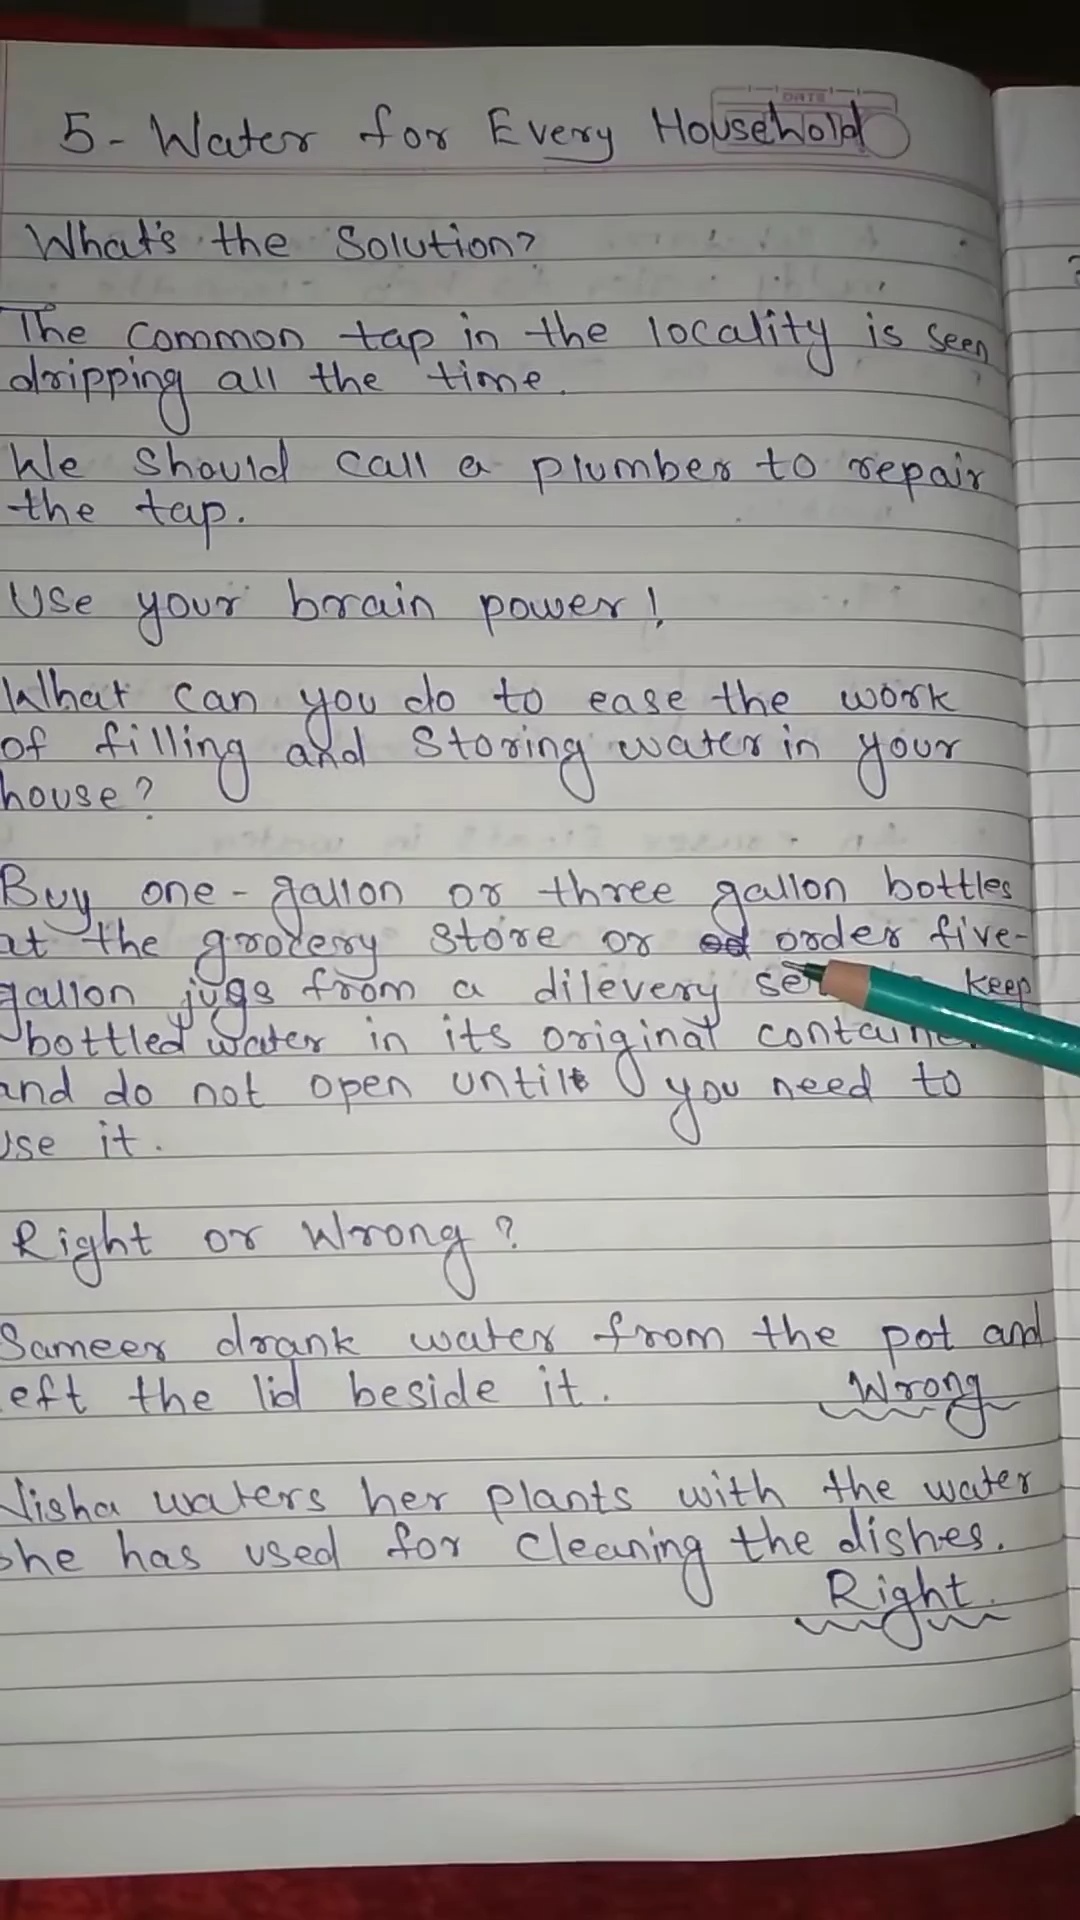 DATE
5- Water for Every Household
What's the Solution?
The common tap in the locality is seen
dripping all the time.
We should call a plumber to repair
the tap.
Use your brain power!
What can you do to ease the work
of filling and Storing water in your
house?
Buy one-gallon or three gallon bottles
at the grocery store or order five-
gallon jugs from a dilevery keep
bottled water in its original
and do not open until you need to
use it.
Right or Wrong?
Sameer drank water from the pot and
left the lid beside it. Wrong
Nisha waters her plants with the water
she has used for cleaning the dishes.
Right.